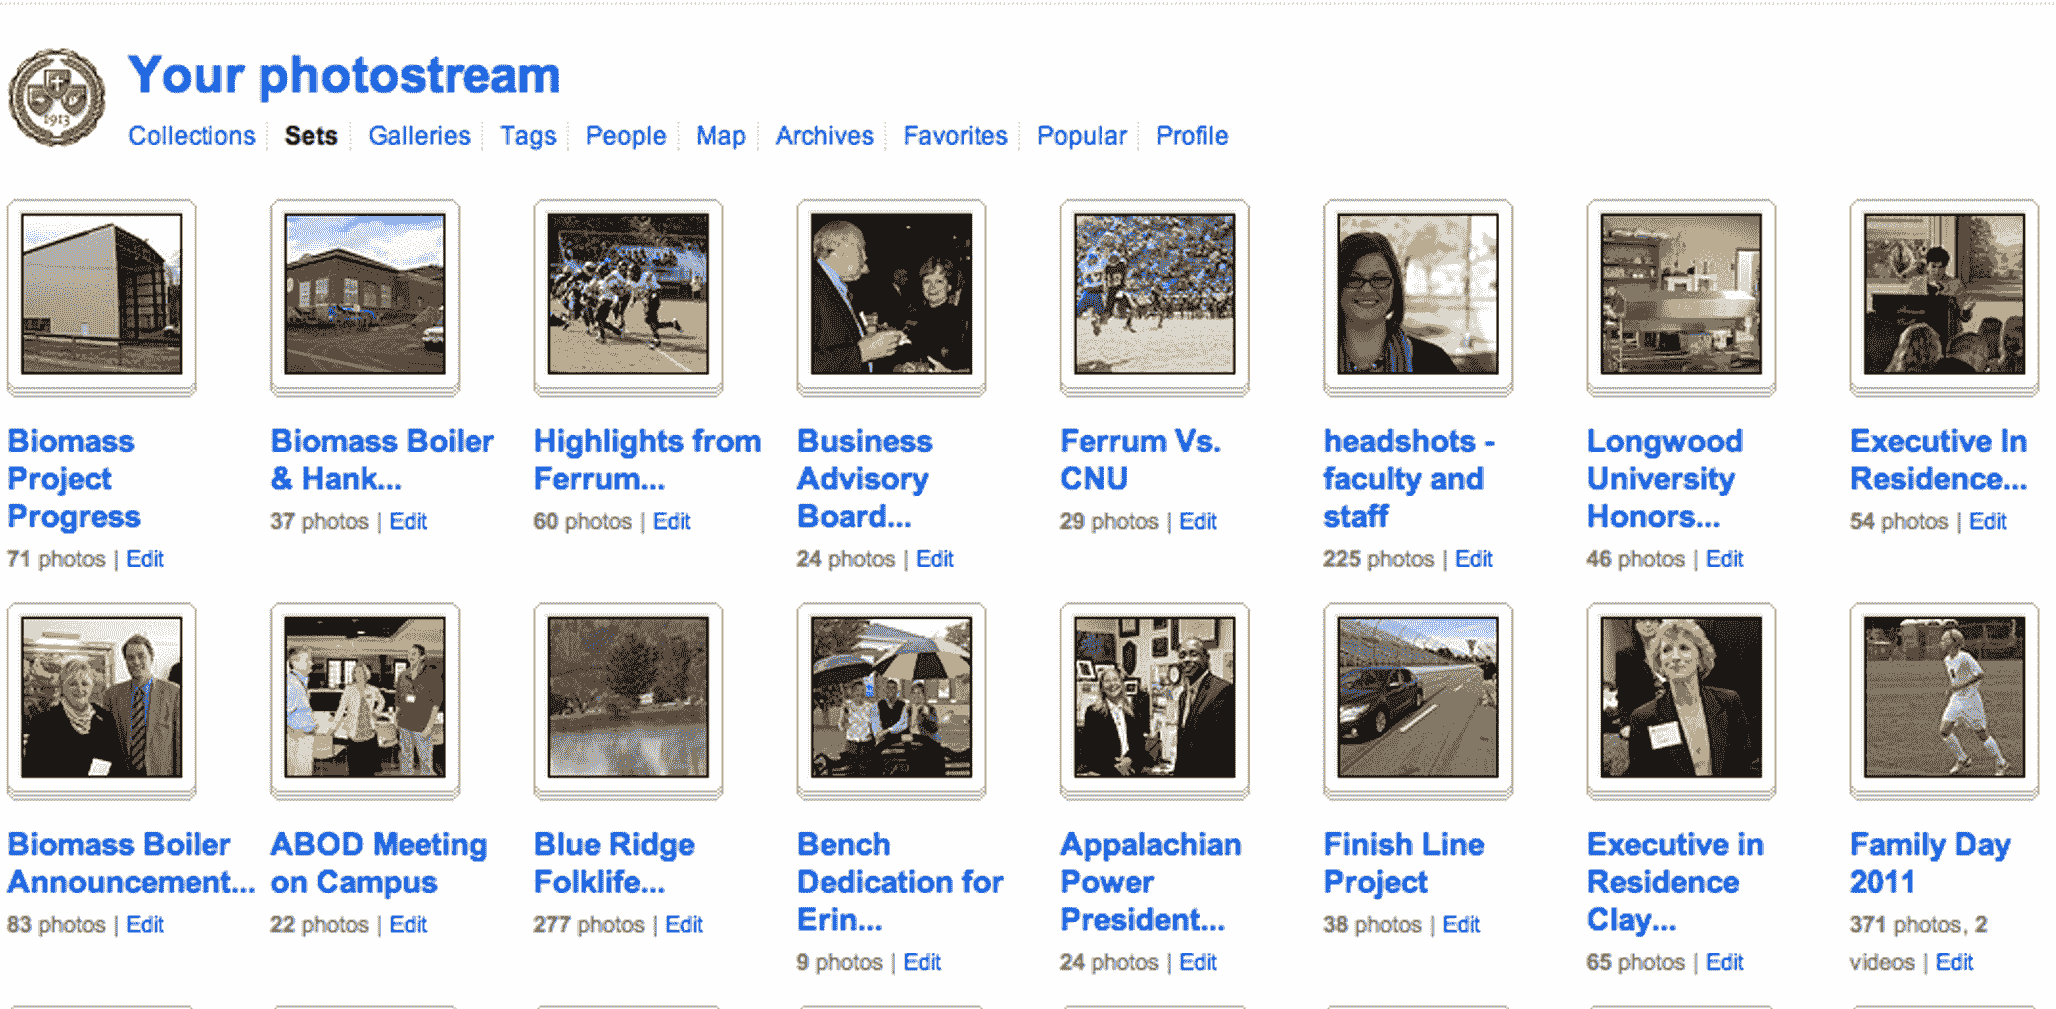 Your photostream
1913
Collections Sets Galleries Tags People Map Archives Favorites Popular Profile
Biomass
Project
Progress
71 photos | Edit
Biomass Boiler
& Hank...
37 photos | Edit
Highlights from
Ferrum...
60 photos | Edit
Business
Advisory
Board...
24 photos | Edit
Ferrum Vs.
CNU
29 photos | Edit
headshots -
faculty and
staff
225 photos | Edit
Longwood
University
Honors...
46 photos | Edit
Executive In
Residence...
54 photos | Edit
Biomass Boiler
Announcement...
83 photos | Edit
ABOD Meeting
on Campus
22 photos | Edit
Blue Ridge
Folklife...
277 photos | Edit
Bench
Dedication for
Erin...
9 photos | Edit
Appalachian
Power
President...
24 photos | Edit
Finish Line
Project
38 photos | Edit
Executive in
Residence
Clay...
65 photos | Edit
Family Day
2011
371 photos, 2
videos | Edit